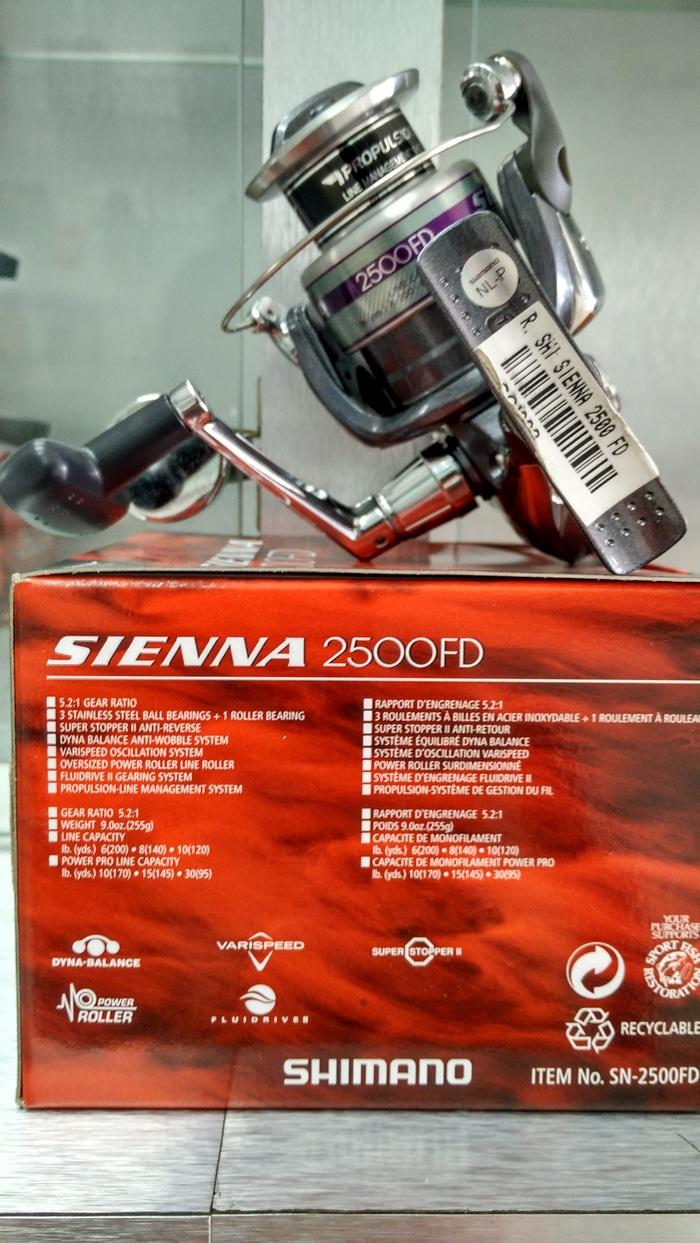 PROPULSION
LINE MANAGEMENT
2500FD
SHIMANO
NL-P
R. SHI SIENNA 2500 FD
SIENNA
SIENNA 2500FD
5.2:1 GEAR RATIO
3 STAINLESS STEEL BALL BEARINGS + 1 ROLLER BEARING
SUPER STOPPER II ANTI-REVERSE
DYNA BALANCE ANTI-WOBBLE SYSTEM
VARISPEED OSCILLATION SYSTEM
OVERSIZED POWER ROLLER LINE ROLLER
FLUIDRIVE II GEARING SYSTEM
PROPULSION-LINE MANAGEMENT SYSTEM
GEAR RATIO 5.2:1
WEIGHT 9.0oz.(255g)
LINE CAPACITY
lb. (yds.) 6(200) • 8(140) • 10(120)
POWER PRO LINE CAPACITY
lb. (yds.) 10(170) • 15(145) • 30(95)
RAPPORT D'ENGRENAGE 5.2:1
3 ROULEMENTS À BILLES EN ACIER INOXYDABLE + 1 ROULEMENT À ROULEA
SUPER STOPPER II ANTI-RETOUR
SYSTÈME ÉQUILIBRÉ DYNA BALANCE
SYSTÈME D'OSCILLATION VARISPEED
POWER ROLLER SURDIMENSIONNÉ
SYSTÈME D'ENGRENAGE FLUIDRIVE II
PROPULSION-SYSTÈME DE GESTION DU FIL
RAPPORT D'ENGRENAGE 5.2:1
POIDS 9.0oz.(255g)
CAPACITE DE MONOFILAMENT
lb. (yds.) 6(200) • 8(140) • 10(120)
CAPACITE DE MONOFILAMENT POWER PRO
lb. (yds.) 10(170) • 15(145) • 30(95)
DYNA-BALANCE
VARISPEED
SUPER STOPPER II
POWER ROLLER
FLUIDRIVE II
YOUR
PURCHASE
SUPPORTS
SPORT FISH
RESTORATION
RECYCLABLE
SHIMANO
ITEM No. SN-2500FD